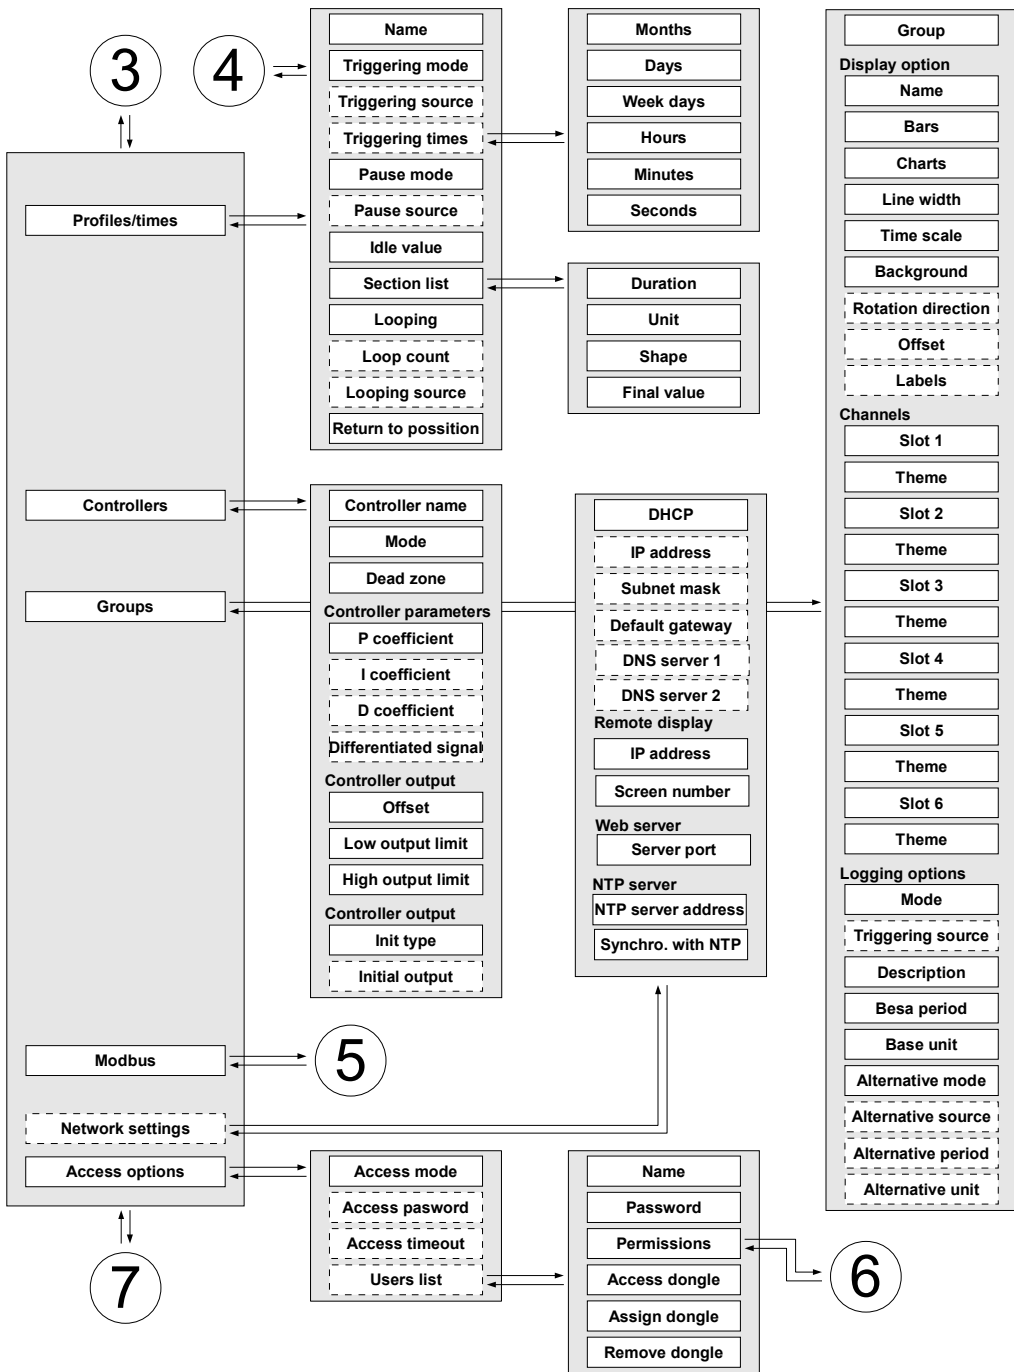 3
4
Profiles/times
Controllers
Groups
Modbus
Network settings
Access options
7
Name
Triggering mode
Triggering source
Triggering times
Pause mode
Pause source
Idle value
Section list
Looping
Loop count
Looping source
Return to possition
Months
Days
Week days
Hours
Minutes
Seconds
Duration
Unit
Shape
Final value
Controller name
Mode
Dead zone
Controller parameters
P coefficient
I coefficient
D coefficient
Differentiated signal
Controller output
Offset
Low output limit
High output limit
Controller output
Init type
Initial output
DHCP
IP address
Subnet mask
Default gateway
DNS server 1
DNS server 2
Remote display
IP address
Screen number
Web server
Server port
NTP server
NTP server address
Synchro. with NTP
5
Access mode
Access pasword
Access timeout
Users list
Name
Password
Permissions
Access dongle
Assign dongle
Remove dongle
6
Group
Display option
Name
Bars
Charts
Line width
Time scale
Background
Rotation direction
Offset
Labels
Channels
Slot 1
Theme
Slot 2
Theme
Slot 3
Theme
Slot 4
Theme
Slot 5
Theme
Slot 6
Theme
Logging options
Mode
Triggering source
Description
Besa period
Base unit
Alternative mode
Alternative source
Alternative period
Alternative unit